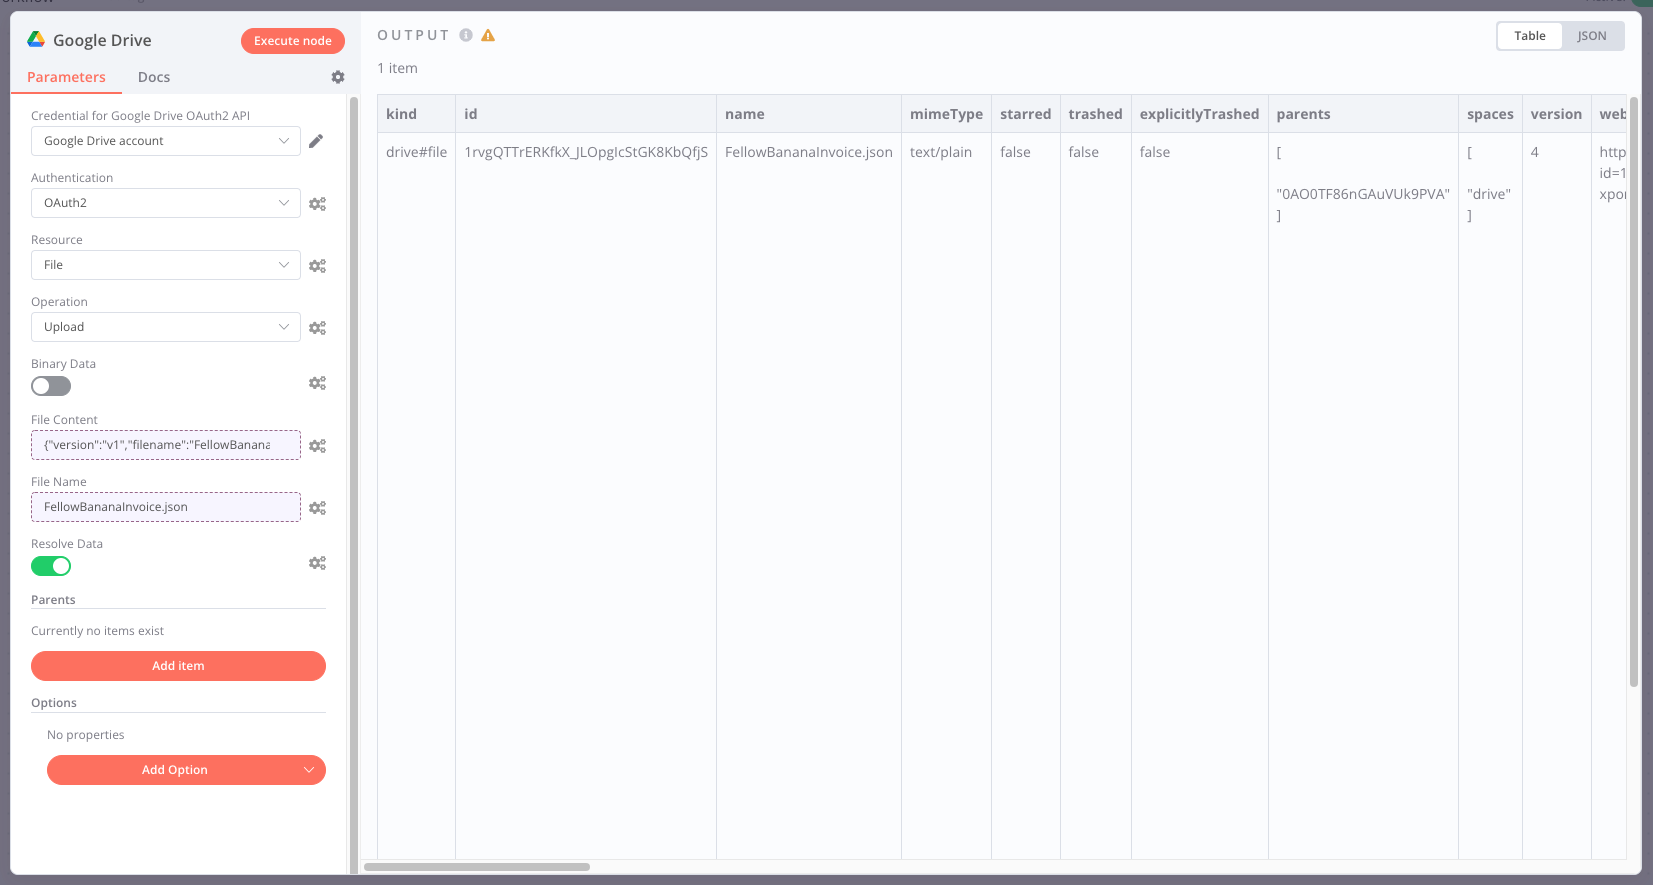 Google Drive
Execute node
Parameters
Docs
Credential for Google Drive OAuth2 API
Google Drive account
Authentication
OAuth2
Resource
File
Operation
Upload
Binary Data
File Content
{"version":"v1","filename":"FellowBanana
File Name
FellowBananaInvoice.json
Resolve Data
Parents
Currently no items exist
Add item
Options
No properties
Add Option
OUTPUT
Table
JSON
1 item
kind id name mimeType starred trashed explicitlyTrashed parents spaces version web
drive#file 1rvgQTTrERKfkX_JLOpgIcStGK8KbQfjS FellowBananaInvoice.json text/plain false false false [ [ 4 http
id=1
"0AO0TF86nGAuVUk9PVA" "drive" xpor
] ]